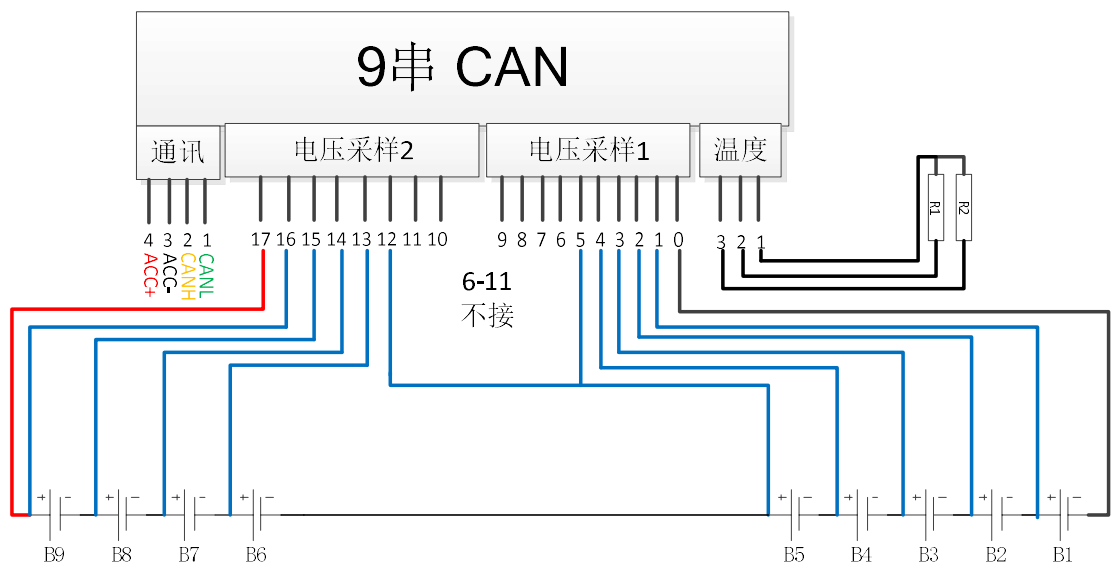 9串 CAN
通讯 电压采样2 电压采样1 温度
4 3 2 1 17 16 15 14 13 12 11 10 9 8 7 6 5 4 3 2 1 0 3 2 1
ACC+ ACC- CANH CANL
R1 R2
6-11
不接
+ - + - + - + - + - + - + - + - + -
B9 B8 B7 B6 B5 B4 B3 B2 B1